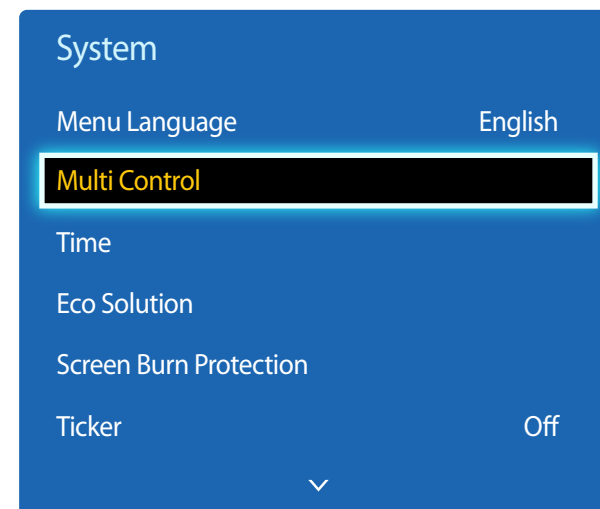 System
Menu Language English
Multi Control
Time
Eco Solution
Screen Burn Protection
Ticker Off